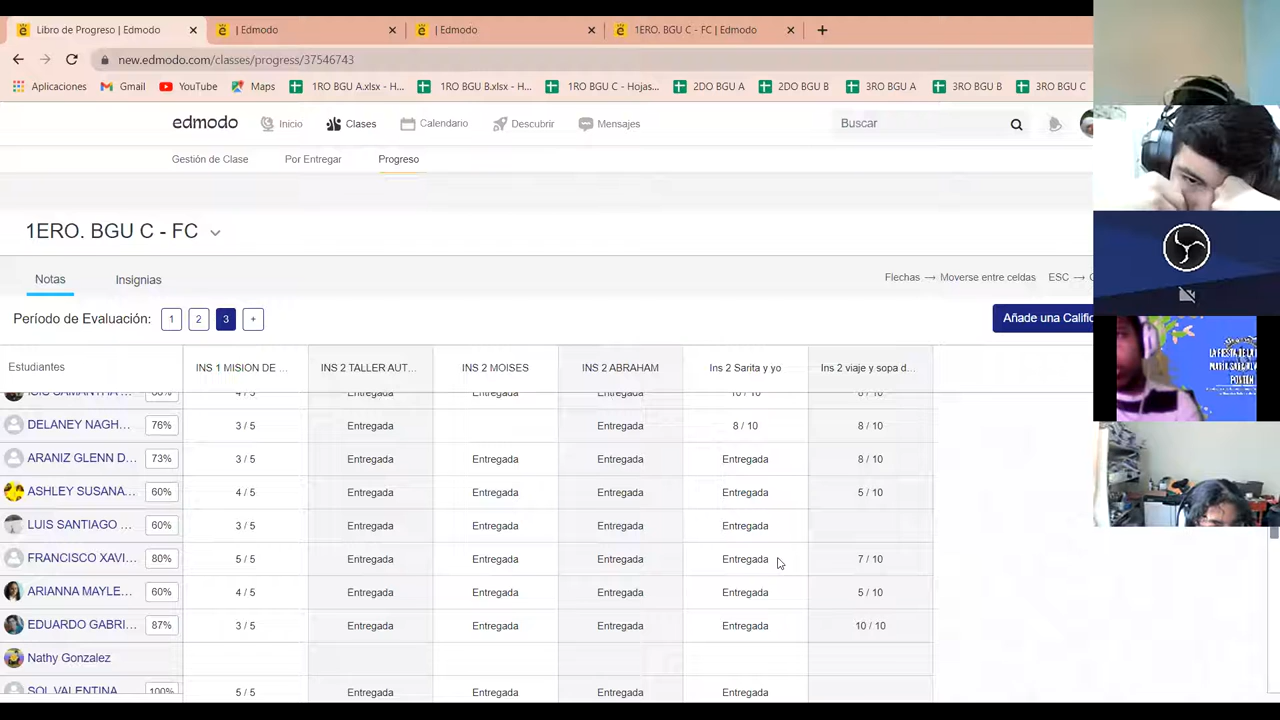 Libro de Progreso | Edmodo
| Edmodo
| Edmodo
1ERO. BGU C - FC | Edmodo
new.edmodo.com/classes/progress/37546743
Aplicaciones Gmail YouTube Maps 1RO BGU A.xlsx - H... 1RO BGU B.xlsx - H... 1RO BGU C - Hojas... 2DO BGU A 2DO BGU B 3RO BGU A 3RO BGU B 3RO BGU C
edmodo Inicio Clases Calendario Descubrir Mensajes Buscar
Gestión de Clase Por Entregar Progreso
1ERO. BGU C - FC
Notas Insignias Flechas → Moverse entre celdas ESC →
Período de Evaluación: 1 2 3 + Añade una Calific
Estudiantes INS 1 MISION DE ... INS 2 TALLER AUT... INS 2 MOISES INS 2 ABRAHAM Ins 2 Sarita y yo Ins 2 viaje y sopa d...
Entregada Entregada Entregada
DELANEY NAGH... 76% 3 / 5 Entregada Entregada 8 / 10 8 / 10
ARANIZ GLENN D... 73% 3 / 5 Entregada Entregada Entregada Entregada 8 / 10
ASHLEY SUSANA... 60% 4 / 5 Entregada Entregada Entregada Entregada 5 / 10
LUIS SANTIAGO ... 60% 3 / 5 Entregada Entregada Entregada Entregada
FRANCISCO XAVI... 80% 5 / 5 Entregada Entregada Entregada Entregada 7 / 10
ARIANNA MAYLE... 60% 4 / 5 Entregada Entregada Entregada Entregada 5 / 10
EDUARDO GABRI... 87% 3 / 5 Entregada Entregada Entregada Entregada 10 / 10
Nathy Gonzalez
SOL VALENTINA 100% 5 / 5 Entregada Entregada Entregada Entregada